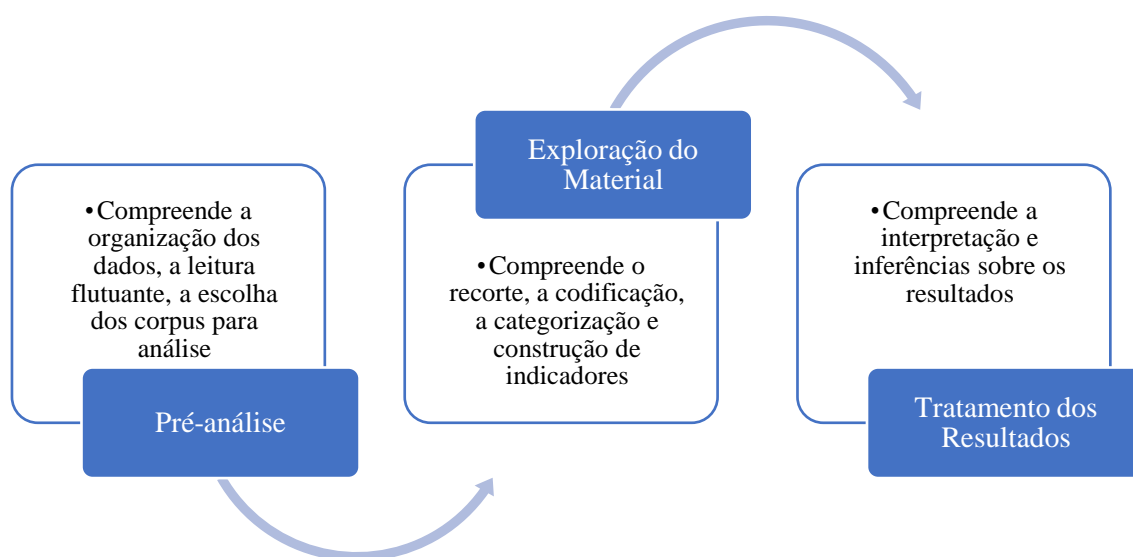 •Compreende a
organização dos
dados, a leitura
flutuante, a escolha
dos corpus para
análise
Pré-análise
Exploração do
Material
•Compreende o
recorte, a codificação,
a categorização e
construção de
indicadores
•Compreende a
interpretação e
inferências sobre os
resultados
Tratamento dos
Resultados